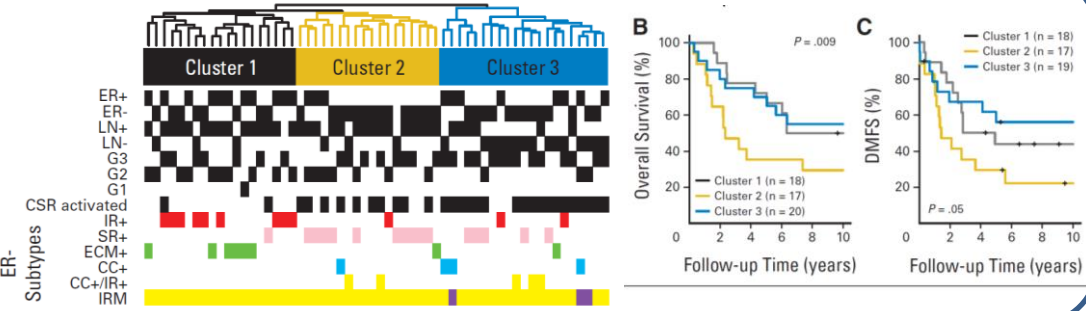 Cluster 1
Cluster 2
Cluster 3
ER+
ER-
LN+
LN-
G3
G2
G1
CSR activated
IR+
SR+
ECM+
CC+
CC+/IR+
IRM
ER-
Subtypes
B
Overall Survival (%)
100
80
60
40
20
0
2
4
6
8
10
P = .009
Cluster 1 (n = 18)
Cluster 2 (n = 17)
Cluster 3 (n = 20)
Follow-up Time (years)
C
DMFS (%)
100
80
60
40
20
0
2
4
6
8
10
Cluster 1 (n = 18)
Cluster 2 (n = 17)
Cluster 3 (n = 19)
P = .05
Follow-up Time (years)